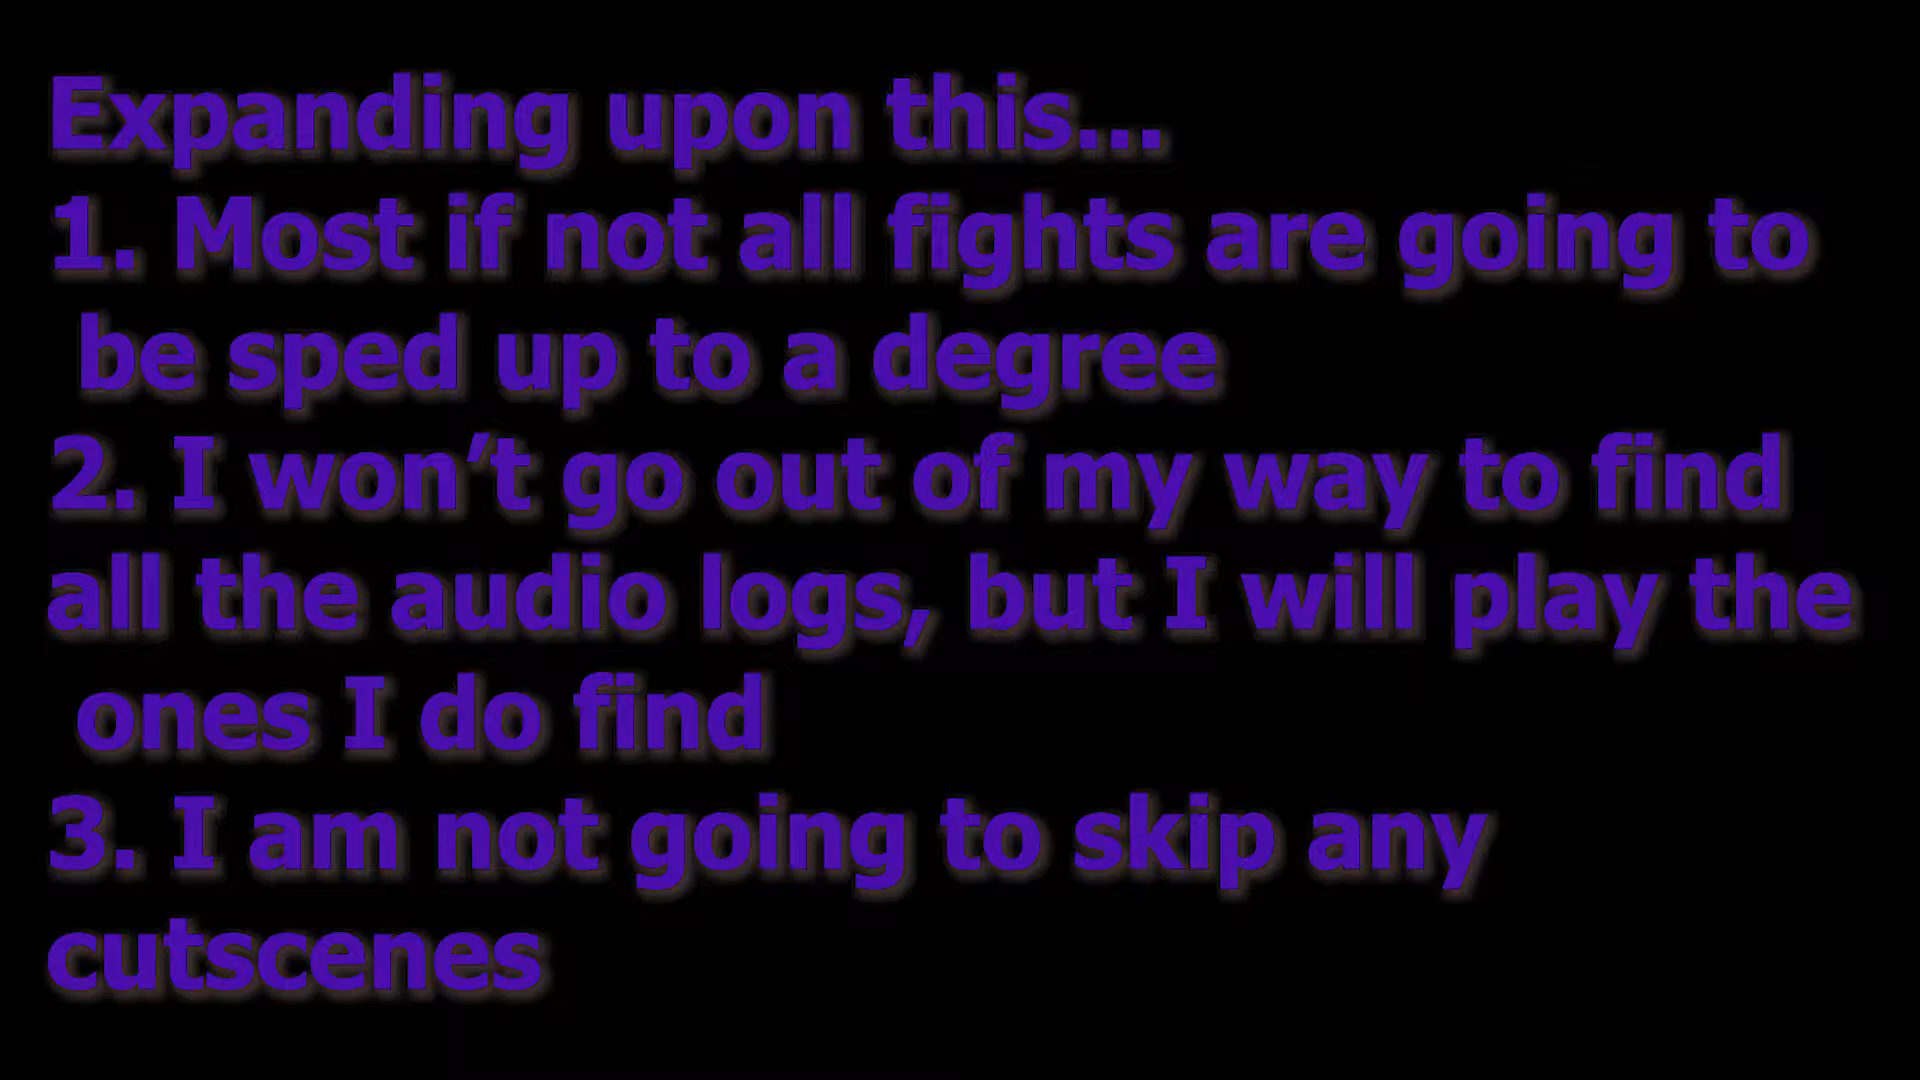 Expanding upon this...
1. Most if not all fights are going to
be sped up to a degree
2. I won’t go out of my way to find
all the audio logs, but I will play the
ones I do find
3. I am not going to skip any
cutscenes